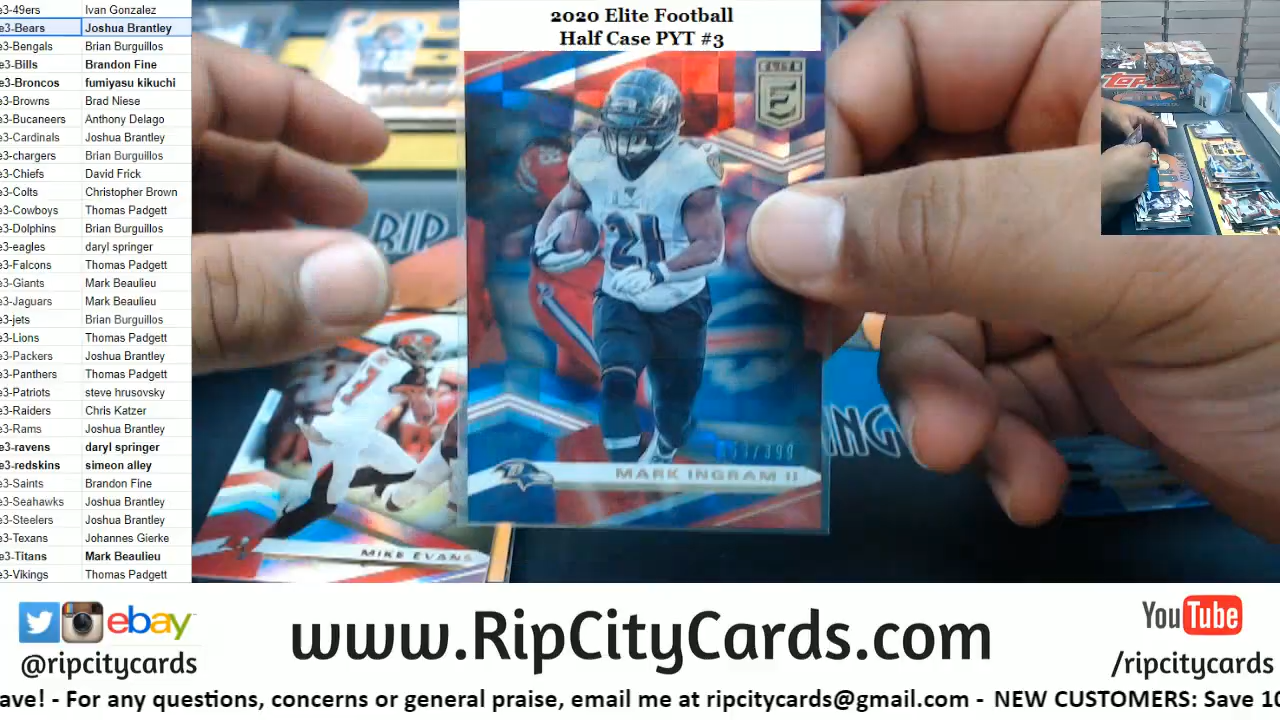 e3-49ers Ivan Gonzalez
e3-Bears Joshua Brantley
e3-Bengals Brian Burguillos
e3-Bills Brandon Fine
e3-Broncos fumiyasu kikuchi
e3-Browns Brad Niese
e3-Bucaneers Anthony Delago
e3-Cardinals Joshua Brantley
e3-chargers Brian Burguillos
e3-Chiefs David Frick
e3-Colts Christopher Brown
e3-Cowboys Thomas Padgett
e3-Dolphins Brian Burguillos
e3-eagles daryl springer
e3-Falcons Thomas Padgett
e3-Giants Mark Beaulieu
e3-Jaguars Mark Beaulieu
e3-jets Brian Burguillos
e3-Lions Thomas Padgett
e3-Packers Joshua Brantley
e3-Panthers Thomas Padgett
e3-Patriots steve hrusovsky
e3-Raiders Chris Katzer
e3-Rams Joshua Brantley
e3-ravens daryl springer
e3-redskins simeon alley
e3-Saints Brandon Fine
e3-Seahawks Joshua Brantley
e3-Steelers Joshua Brantley
e3-Texans Johannes Gierke
e3-Titans Mark Beaulieu
e3-Vikings Thomas Padgett
2020 Elite Football
Half Case PYT #3
ELITE
E
21
RIP
ING
MARK INGRAM II
MIKE EVANS
Topps
ebay
@ripcitycards
www.RipCityCards.com
YouTube
/ripcitycards
ave! - For any questions, concerns or general praise, email me at ripcitycards@gmail.com - NEW CUSTOMERS: Save 10